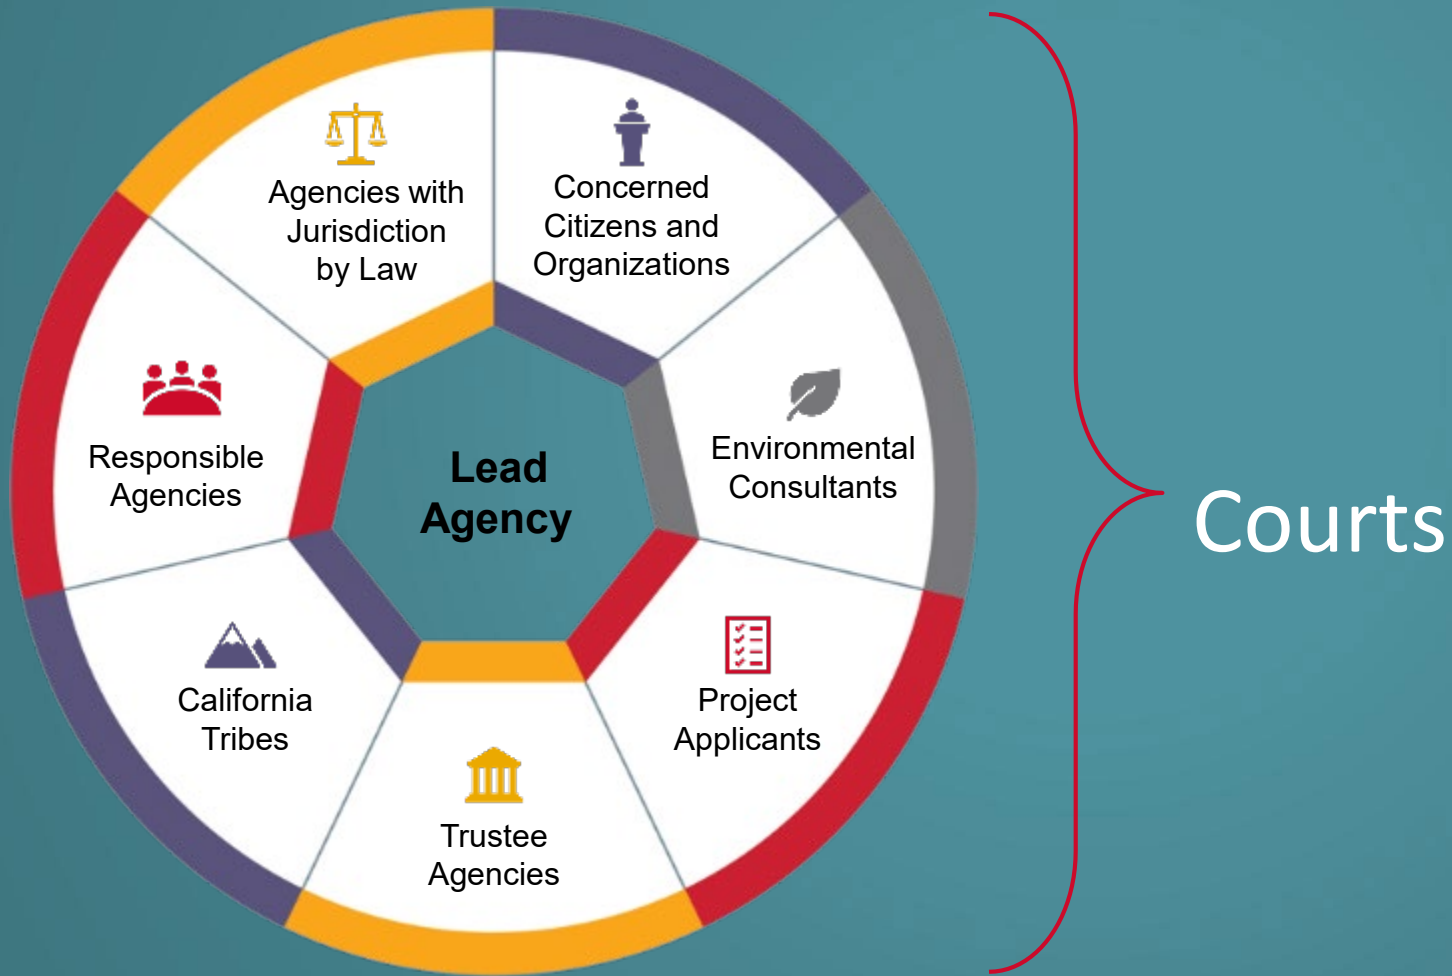 Agencies with
Jurisdiction
by Law
Concerned
Citizens and
Organizations
Environmental
Consultants
Project
Applicants
Trustee
Agencies
California
Tribes
Responsible
Agencies
Lead
Agency
Courts